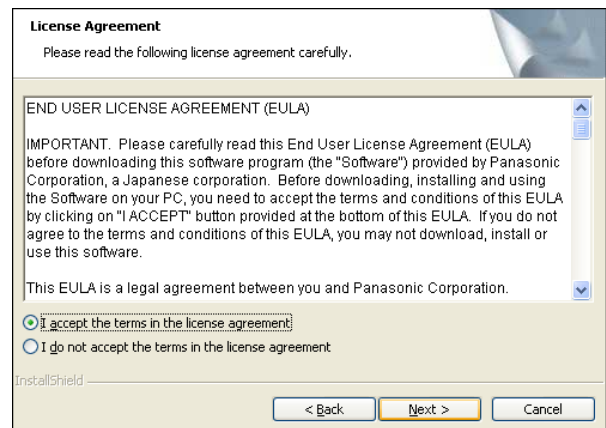 License Agreement
Please read the following license agreement carefully.
END USER LICENSE AGREEMENT (EULA)
IMPORTANT. Please carefully read this End User License Agreement (EULA)
before downloading this software program (the "Software") provided by Panasonic
Corporation, a Japanese corporation. Before downloading, installing and using
the Software on your PC, you need to accept the terms and conditions of this EULA
by clicking on "I ACCEPT" button provided at the bottom of this EULA. If you do not
agree to the terms and conditions of this EULA, you may not download, install or
use this software.
This EULA is a legal agreement between you and Panasonic Corporation.
I accept the terms in the license agreement
I do not accept the terms in the license agreement
InstallShield
< Back Next > Cancel